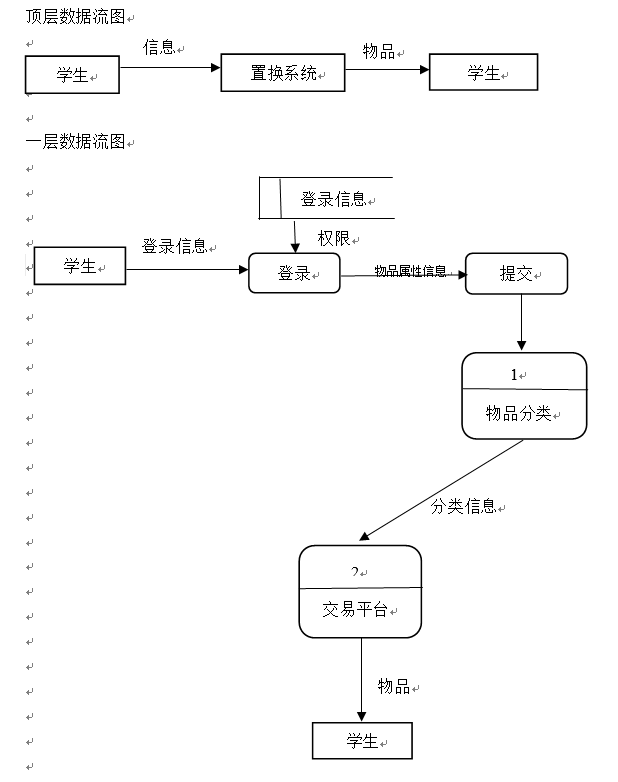 顶层数据流图
信息
物品
学生
置换系统
学生
一层数据流图
登录信息
权限
登录信息
学生
登录
物品属性信息
提交
1
物品分类
分类信息
2
交易平台
物品
学生